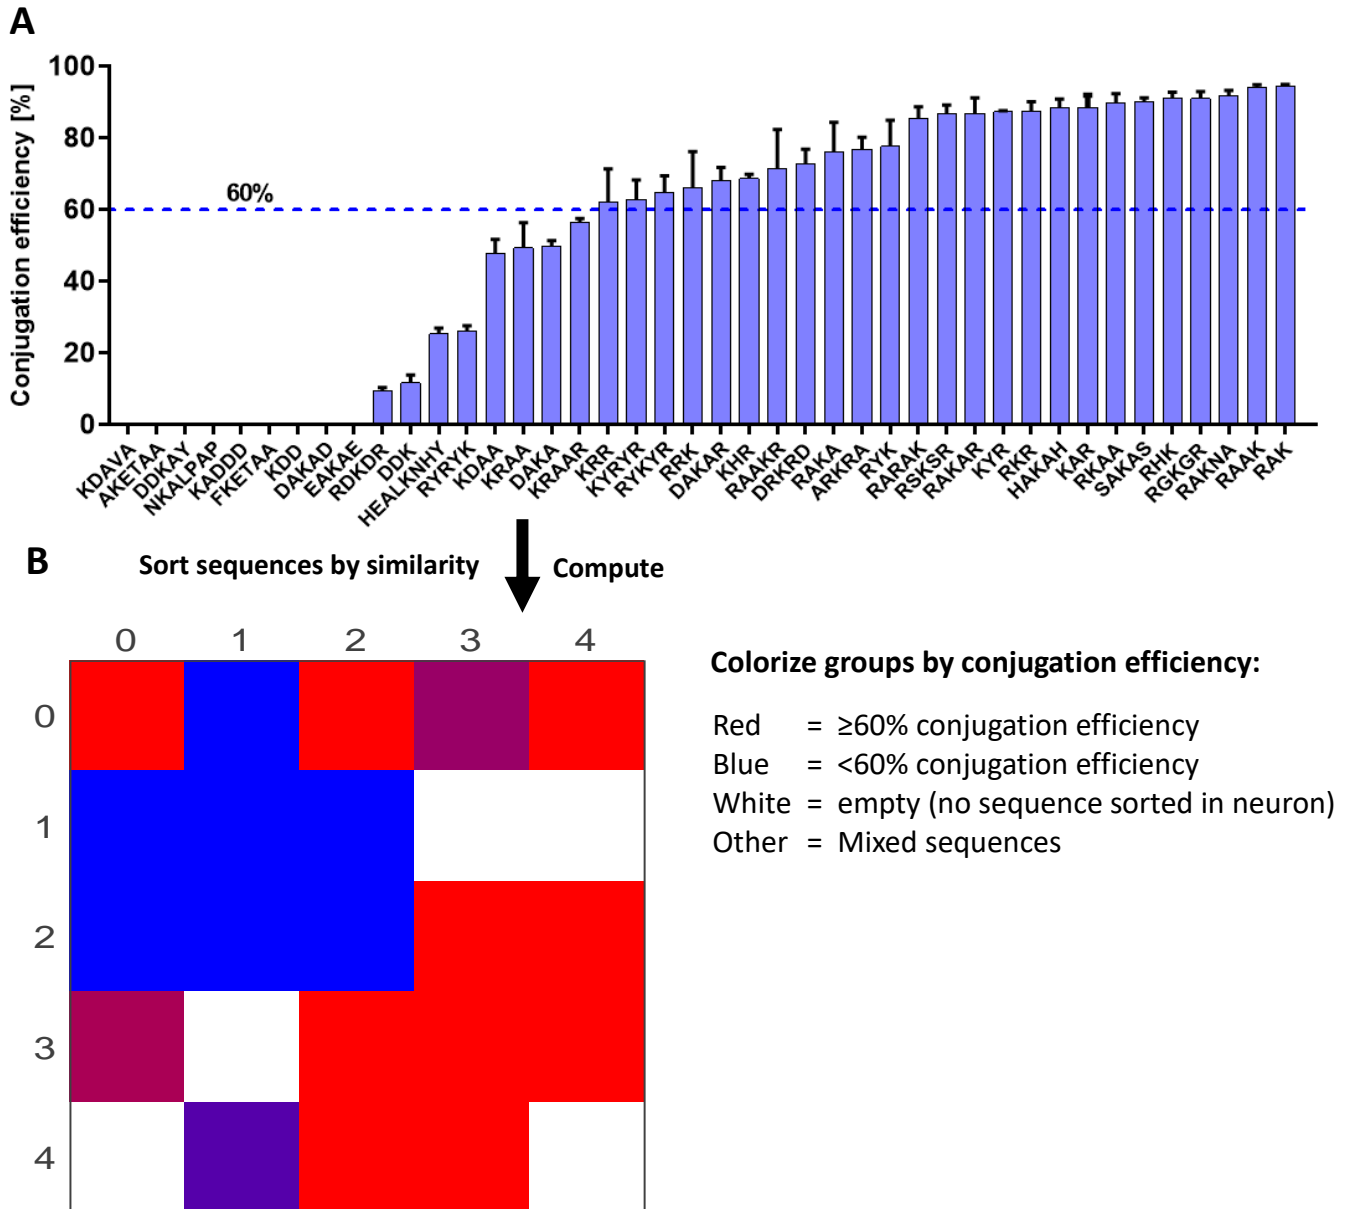 A
Conjugation efficiency [%]
100
80
60
40
20
0
60%
KDAVA
AKETAA
DDKAY
NKALPAP
KADDD
FKETAA
KDD
DAKAD
EAKAE
RDKDR
DDK
HEALKNHY
RYRYK
KDAA
KRAA
DAKA
KRAAR
KRR
KYRYR
RYKYR
RRK
DAKAR
KHR
RAAKR
DRKRD
RAKA
ARKRA
RYK
RARAK
RSKSR
RAKAR
KYR
RKR
HAKAH
KAR
RKAA
SAKAS
RHK
RGKGR
RAKNA
RAAK
RAK
B
Sort sequences by similarity
Compute
0 1 2 3 4
0
1
2
3
4
Colorize groups by conjugation efficiency:
Red = ≥60% conjugation efficiency
Blue = <60% conjugation efficiency
White = empty (no sequence sorted in neuron)
Other = Mixed sequences